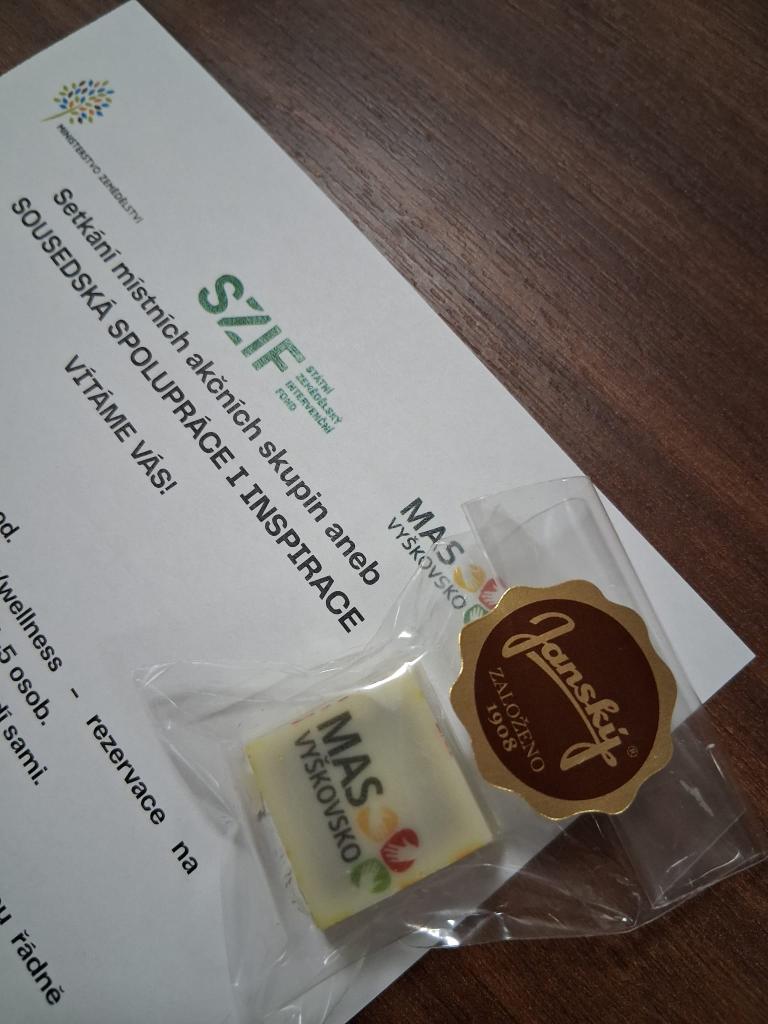 MINISTERSTVO ZEMĚDĚLSTVÍ
SZIF
STÁTNÍ
ZEMĚDĚLSKÝ
INTERVENČNÍ
FOND
MAS
VYŠKOVSKO
Setkání místních akčních skupin aneb
SOUSEDSKÁ SPOLUPRÁCE I INSPIRACE
VÍTÁME VÁS!
od.
/wellness - rezervace na
5 osob.
sami.
řádně
Janský®
ZALOŽENO
1908
MAS
VYŠKOVSKO